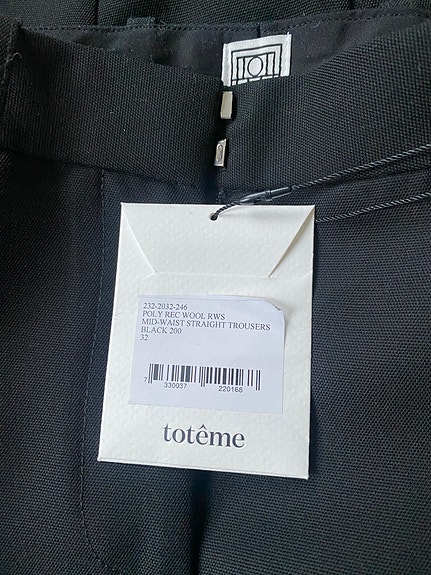 232-2032-246
POLY REC WOOL RWS
MID-WAIST STRAIGHT TROUSERS
BLACK 200
32
7 330037 220168
totême